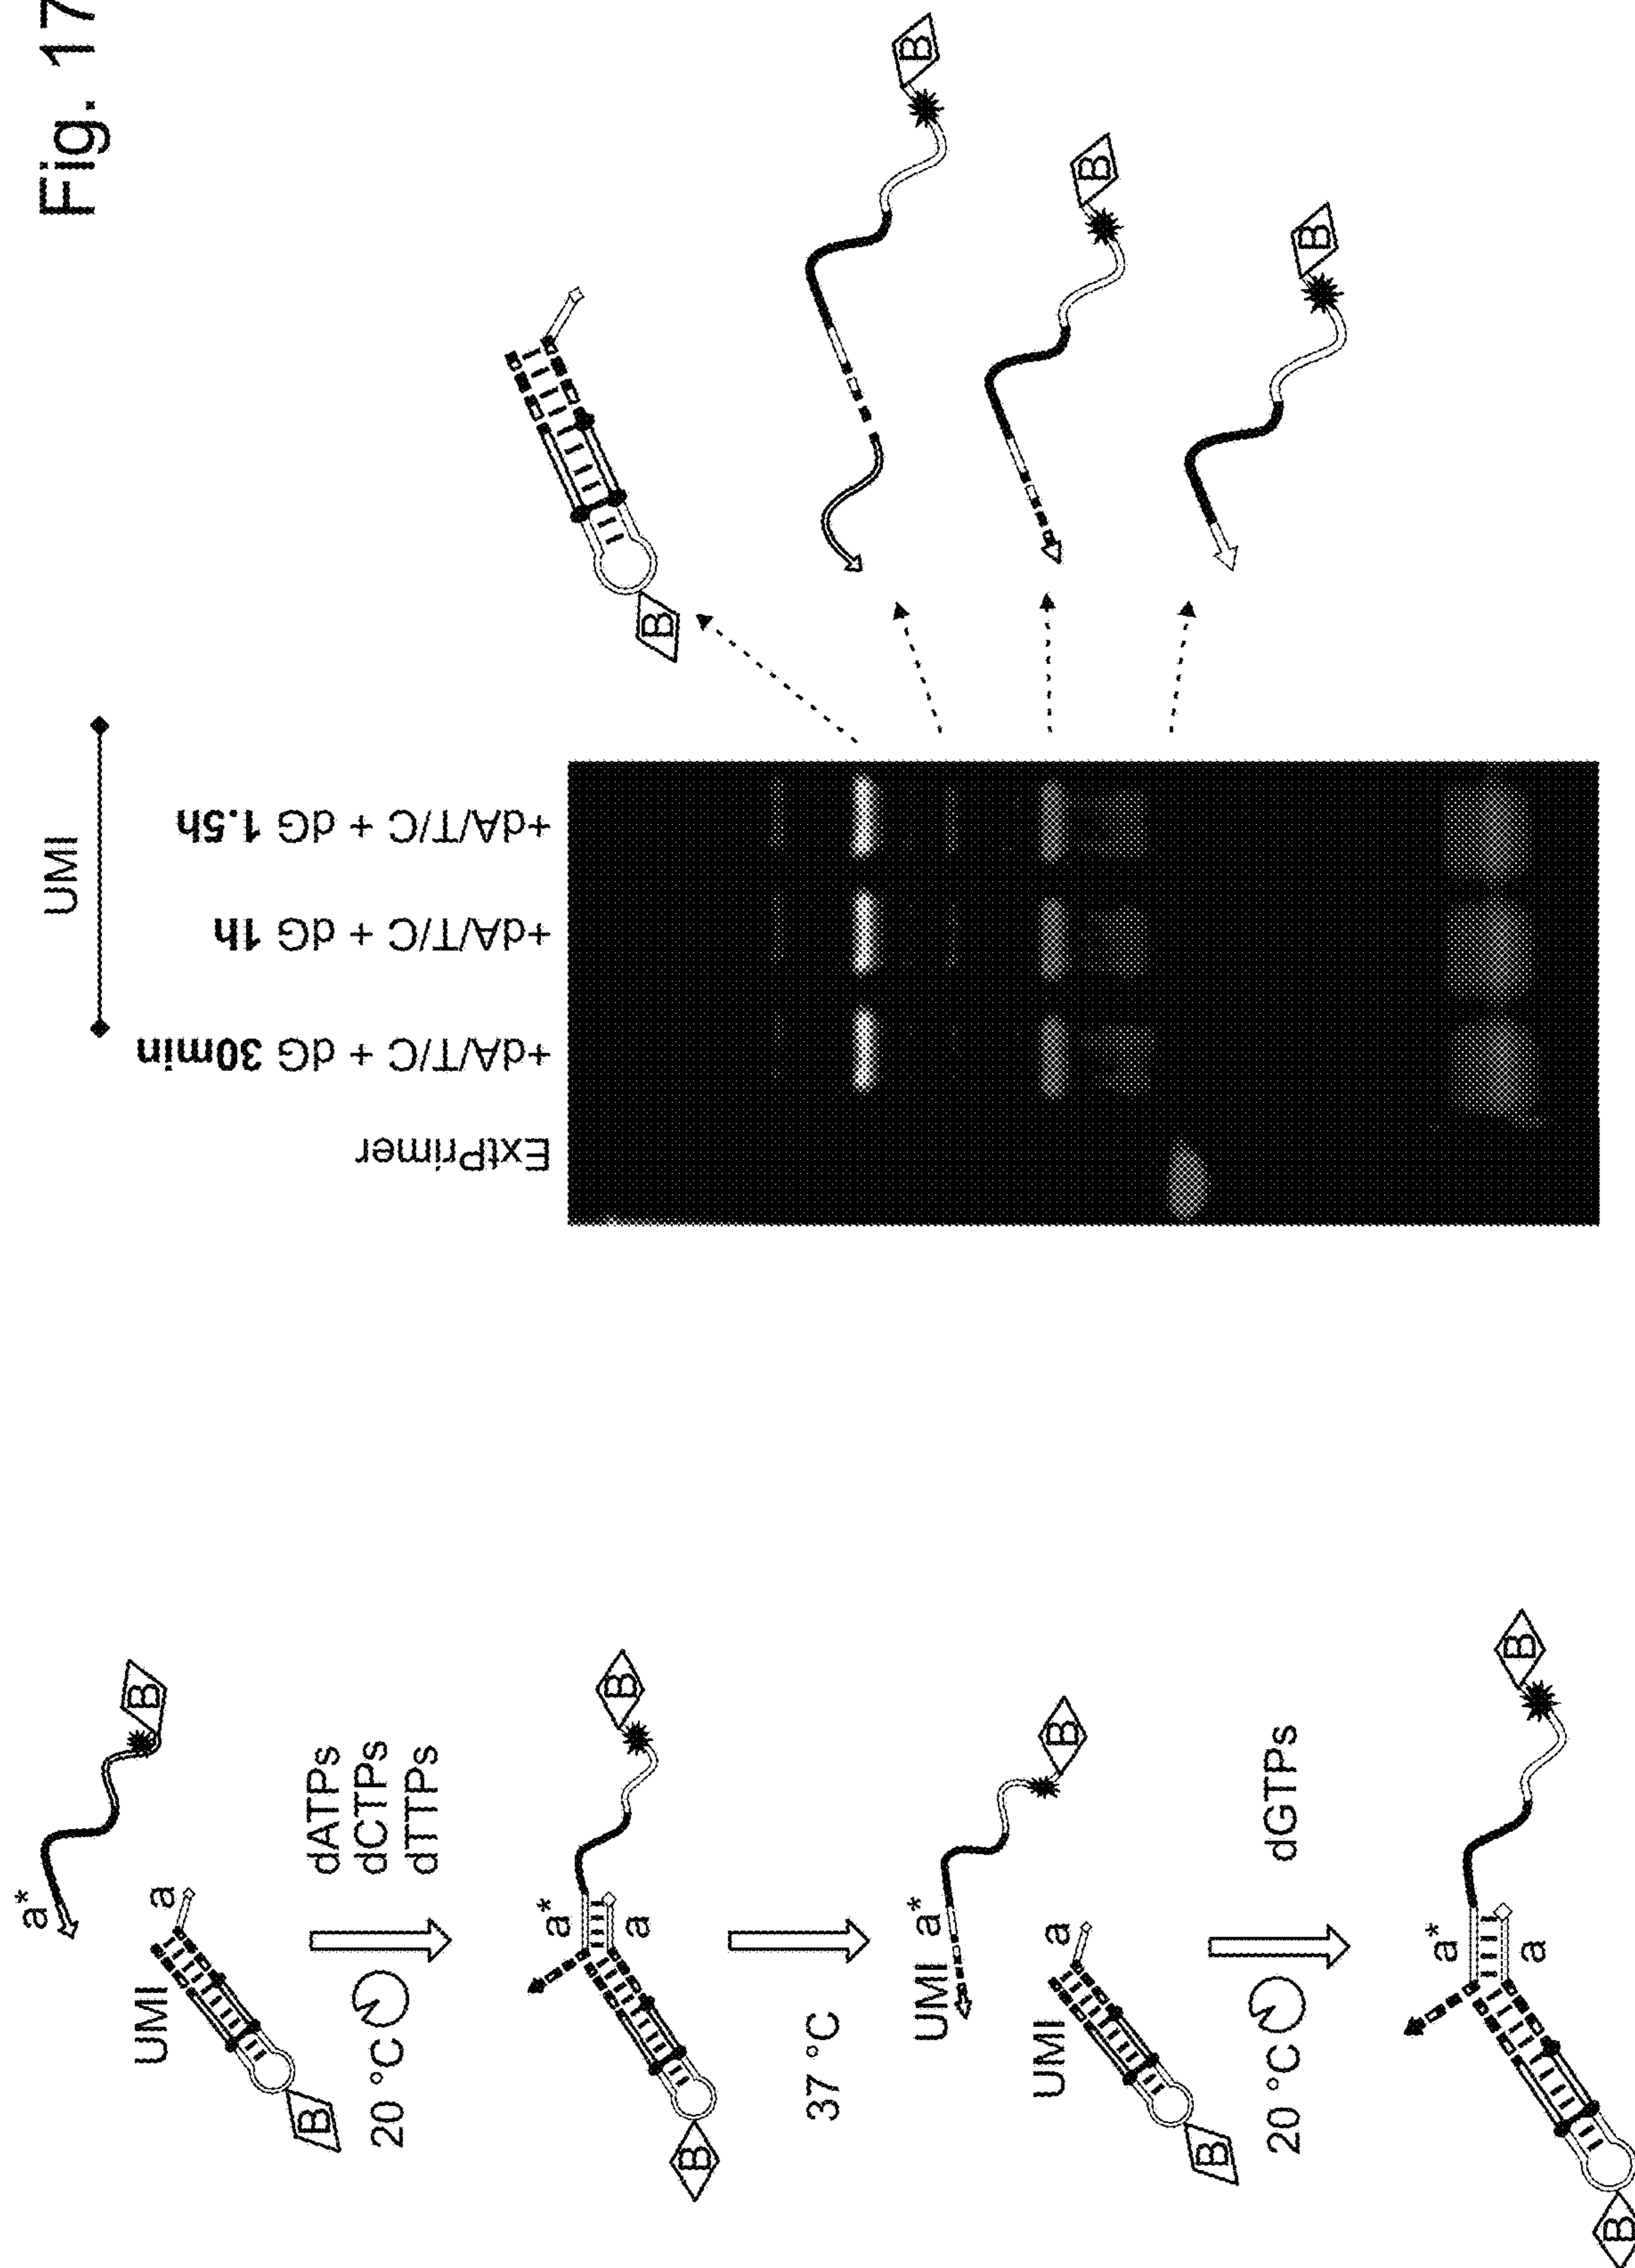 Fig. 17
a*
UMI
a
B
B
20 °C
dATPs
dCTPs
dTTPs
a*
a
B
B
37 °C
UMI
a*
UMI
a
B
B
20 °C
dGTPs
a*
a
B
B
UMI
ExtPrimer
+dA/T/C + dG 30min
+dA/T/C + dG 1h
+dA/T/C + dG 1.5h
B
B
B
B